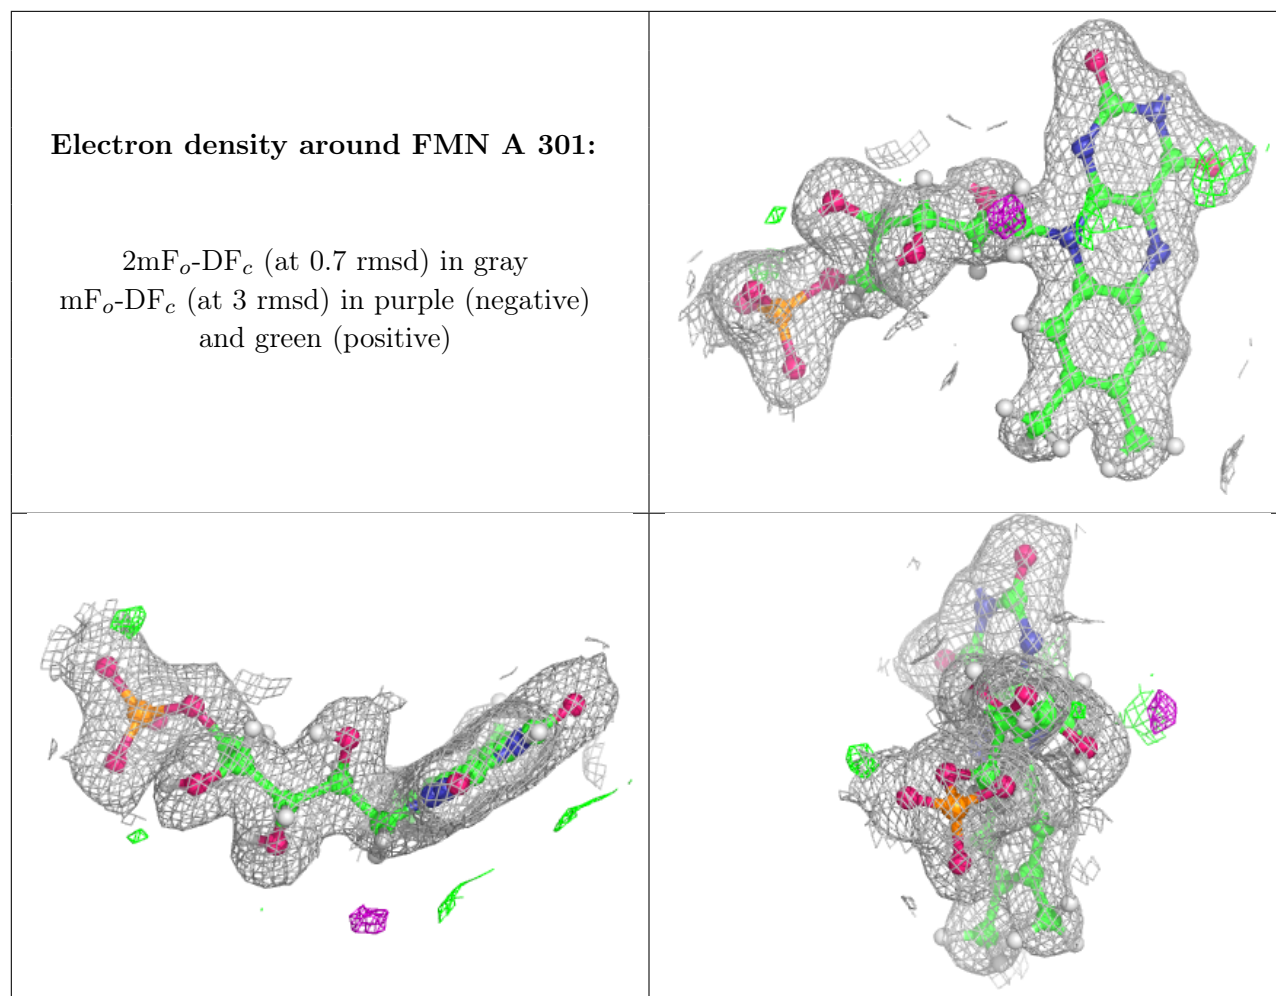 Electron density around FMN A 301:
2mFₒ-DF𝒸 (at 0.7 rmsd) in gray
mFₒ-DF𝒸 (at 3 rmsd) in purple (negative)
and green (positive)